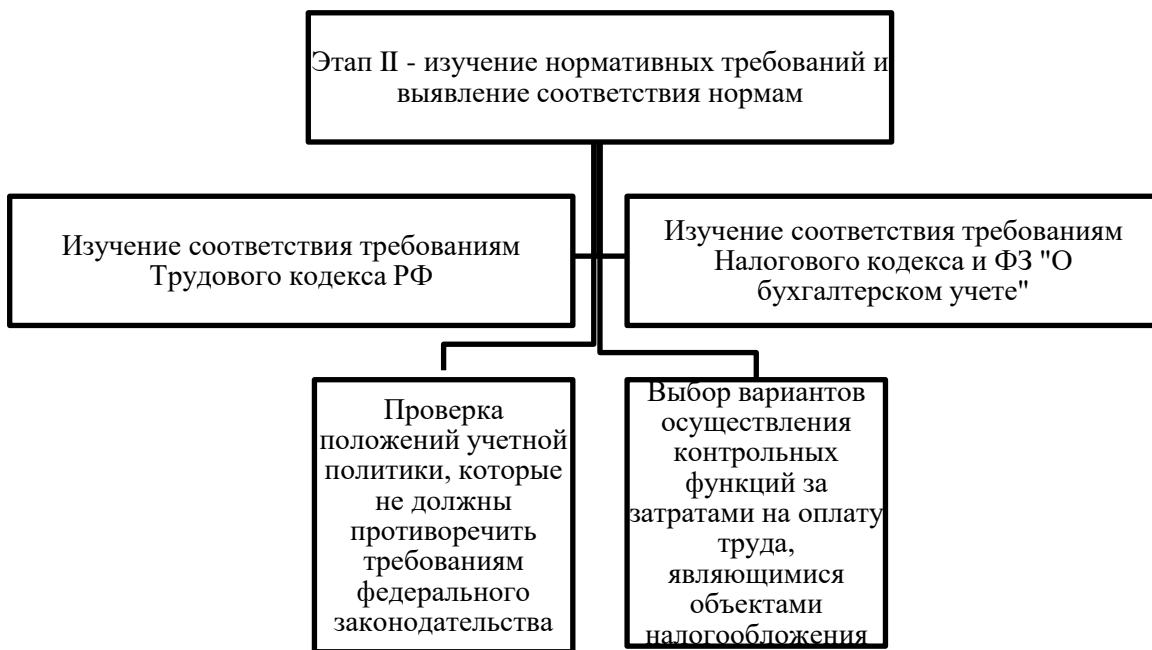 Этап II - изучение нормативных требований и
выявление соответствия нормам
Изучение соответствия требованиям
Трудового кодекса РФ
Изучение соответствия требованиям
Налогового кодекса и ФЗ "О
бухгалтерском учете"
Проверка
положений учетной
политики, которые
не должны
противоречить
требованиям
федерального
законодательства
Выбор вариантов
осуществления
контрольных
функций за
затратами на оплату
труда,
являющимися
объектами
налогообложения